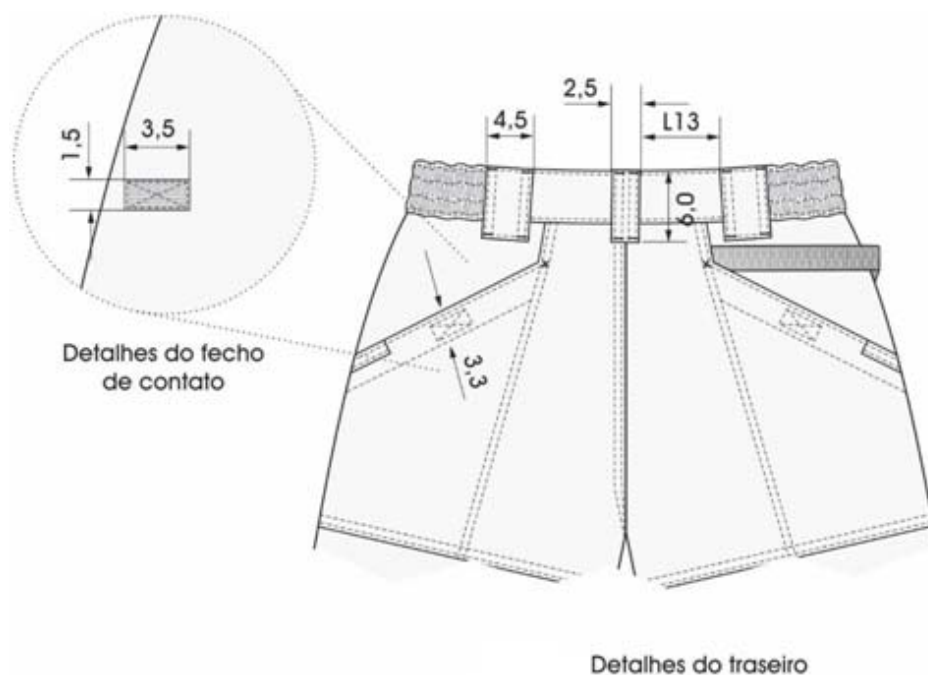 2,5
4,5
L13
1,5
3,5
6,0
Detalhes do fecho
de contato
3,3
Detalhes do traseiro